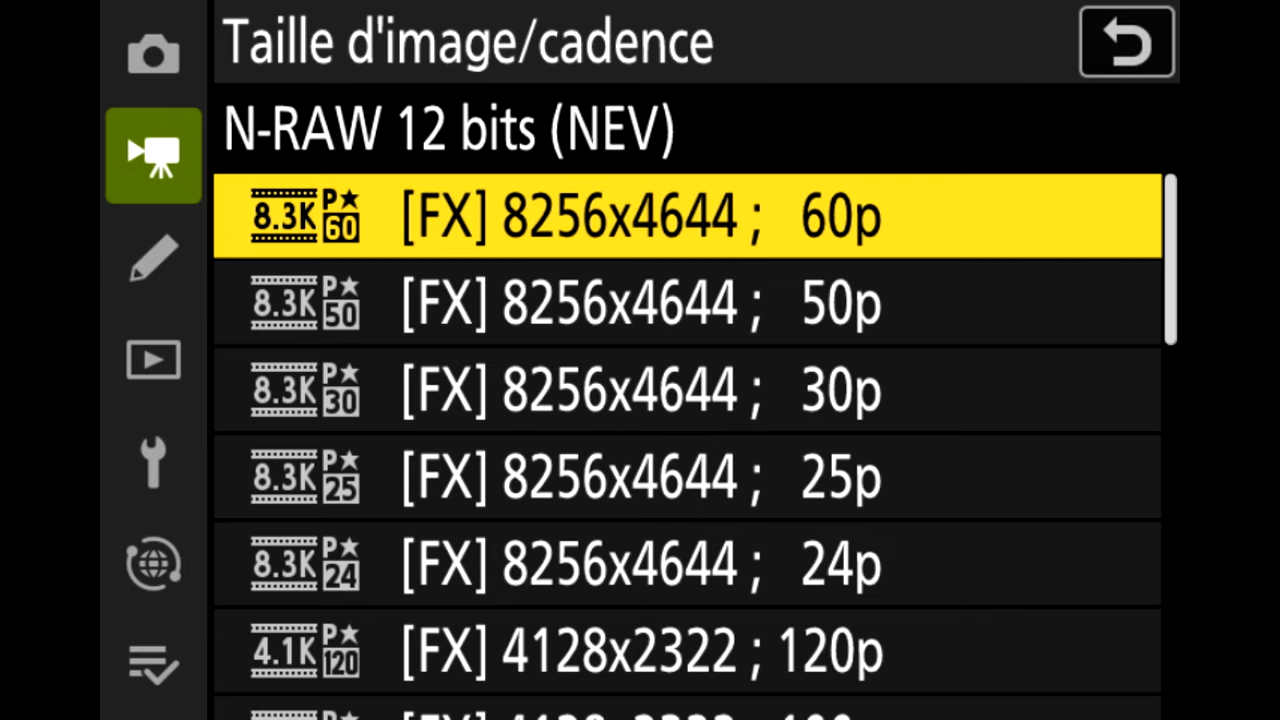 Taille d'image/cadence
N-RAW 12 bits (NEV)
8.3K P★ 60 [FX] 8256x4644 ; 60p
8.3K P★ 50 [FX] 8256x4644 ; 50p
8.3K P★ 30 [FX] 8256x4644 ; 30p
8.3K P★ 25 [FX] 8256x4644 ; 25p
8.3K P★ 24 [FX] 8256x4644 ; 24p
4.1K P★ 120 [FX] 4128x2322 ; 120p